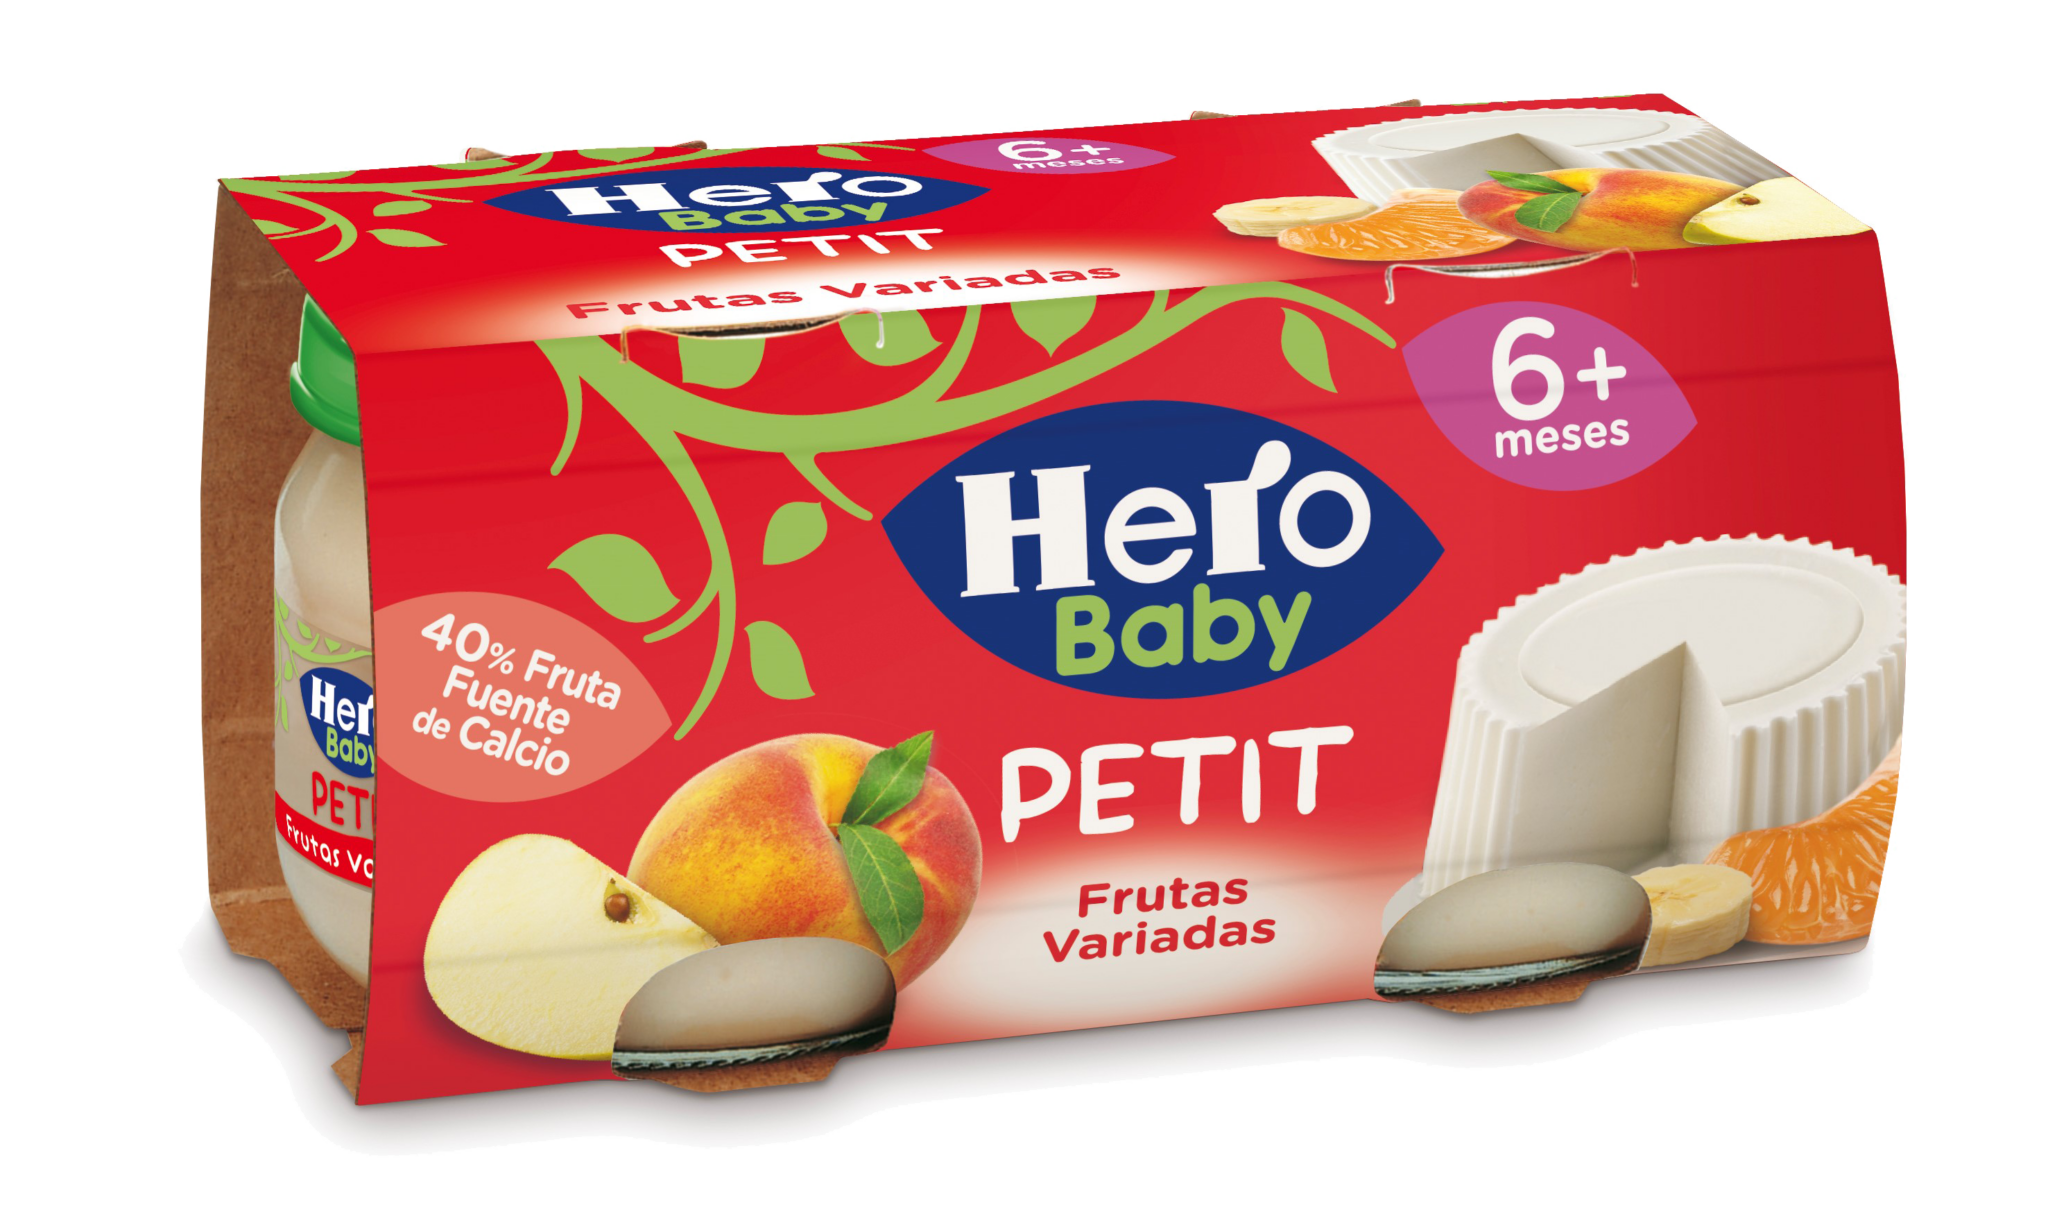 Hero
Baby
PETIT
Frutas Variadas
6+
meses
6+
meses
Hero
Baby
PETIT
Frutas
Variadas
40% Fruta
Fuente
de Calcio
Her
Baby
PETI
Frutas Va